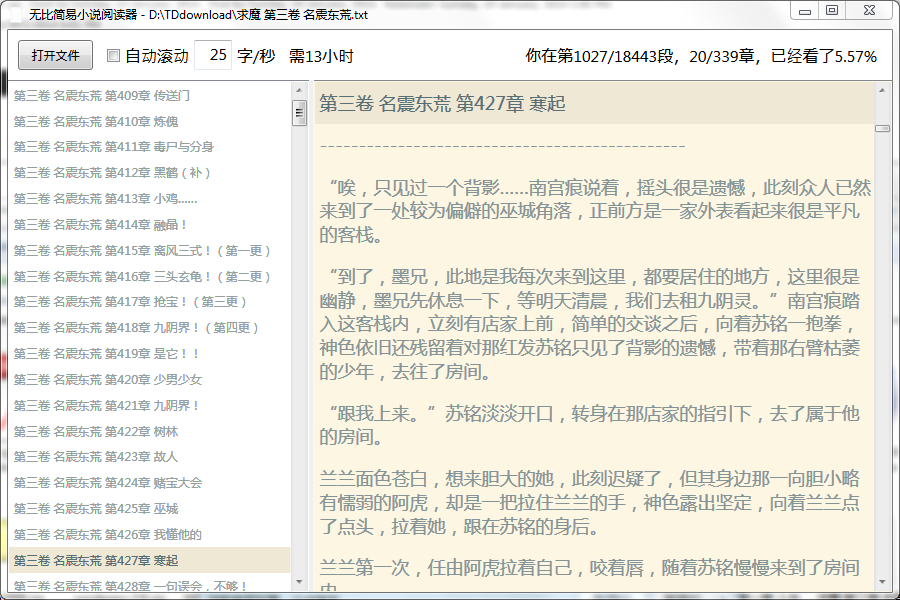 无比简易小说阅读器 - D:\TDdownload\求魔 第三卷 名震东荒.txt
打开文件 自动滚动 25 字/秒 需13小时 你在第1027/18443段，20/339章，已经看了5.57%
第三卷 名震东荒 第409章 传送门
第三卷 名震东荒 第410章 炼傀
第三卷 名震东荒 第411章 毒尸与分身
第三卷 名震东荒 第412章 黑鹤（补）
第三卷 名震东荒 第413章 小鸡......
第三卷 名震东荒 第414章 融晶！
第三卷 名震东荒 第415章 斋风三式！（第一更）
第三卷 名震东荒 第416章 三头玄龟！（第二更）
第三卷 名震东荒 第417章 抢宝！（第三更）
第三卷 名震东荒 第418章 九阴界！（第四更）
第三卷 名震东荒 第419章 是它！！
第三卷 名震东荒 第420章 少男少女
第三卷 名震东荒 第421章 九阴界！
第三卷 名震东荒 第422章 树林
第三卷 名震东荒 第423章 故人
第三卷 名震东荒 第424章 赌宝大会
第三卷 名震东荒 第425章 巫城
第三卷 名震东荒 第426章 我懂他的
第三卷 名震东荒 第427章 寒起
第三卷 名震东荒 第428章 一句误会，不够！
第三卷 名震东荒 第427章 寒起
-----------------------------------------------
“唉，只见过一个背影......南宫痕说着，摇头很是遗憾，此刻众人已然
来到了一处较为偏僻的巫城角落，正前方是一家外表看起来很是平凡
的客栈。
“到了，墨兄，此地是我每次来到这里，都要居住的地方，这里很是
幽静，墨兄先休息一下，等明天清晨，我们去租九阴灵。”南宫痕踏
入这客栈内，立刻有店家上前，简单的交谈之后，向着苏铭一抱拳，
神色依旧还残留着对那红发苏铭只见了背影的遗憾，带着那右臂枯萎
的少年，去往了房间。
“跟我上来。”苏铭淡淡开口，转身在那店家的指引下，去了属于他
的房间。
兰兰面色苍白，想来胆大的她，此刻迟疑了，但其身边那一向胆小略
有懦弱的阿虎，却是一把拉住兰兰的手，神色露出坚定，向着兰兰点
了点头，拉着她，跟在苏铭的身后。
兰兰第一次，任由阿虎拉着自己，咬着唇，随着苏铭慢慢来到了房间